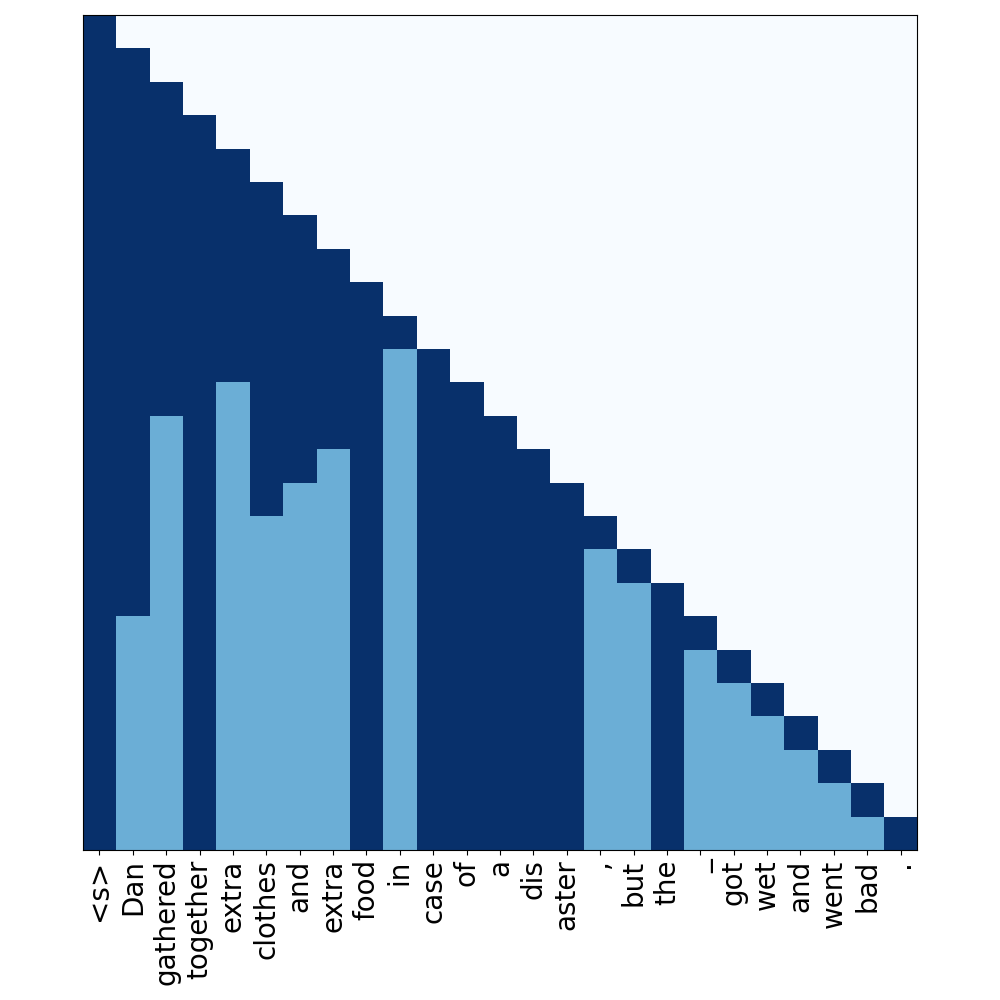 <s> Dan gathered together extra clothes and extra food in case of a dis aster , but the _ got wet and went bad .